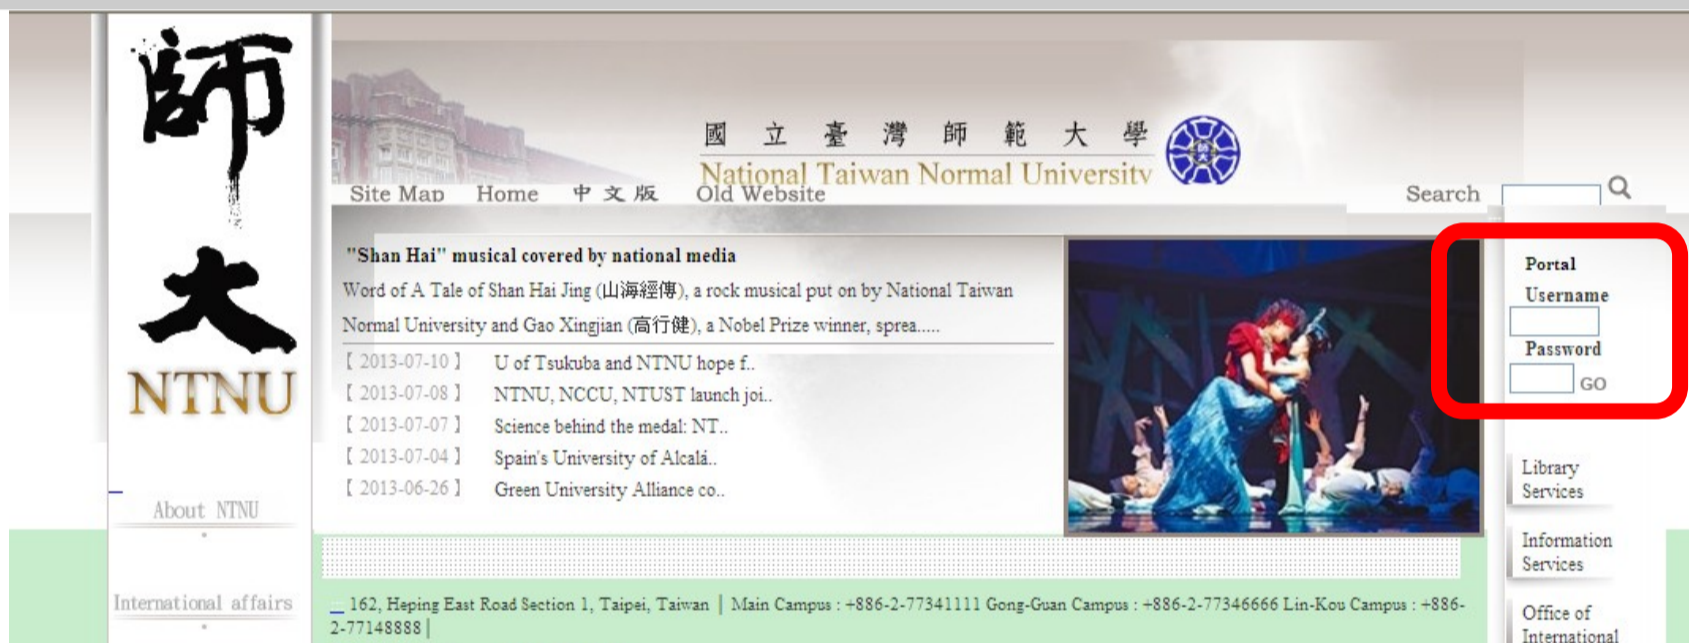 師大
NTNU
國立臺灣師範大學
National Taiwan Normal University
Site Map Home 中文版 Old Website
Search
"Shan Hai" musical covered by national media
Word of A Tale of Shan Hai Jing (山海經傳), a rock musical put on by National Taiwan
Normal University and Gao Xingjian (高行健), a Nobel Prize winner, sprea.....
【 2013-07-10 】 U of Tsukuba and NTNU hope f..
【 2013-07-08 】 NTNU, NCCU, NTUST launch joi..
【 2013-07-07 】 Science behind the medal: NT..
【 2013-07-04 】 Spain's University of Alcalá..
【 2013-06-26 】 Green University Alliance co..
Portal
Username
Password
GO
Library
Services
Information
Services
Office of
International
About NTNU
International affairs
162, Heping East Road Section 1, Taipei, Taiwan | Main Campus : +886-2-77341111 Gong-Guan Campus : +886-2-77346666 Lin-Kou Campus : +886-
2-77148888 |